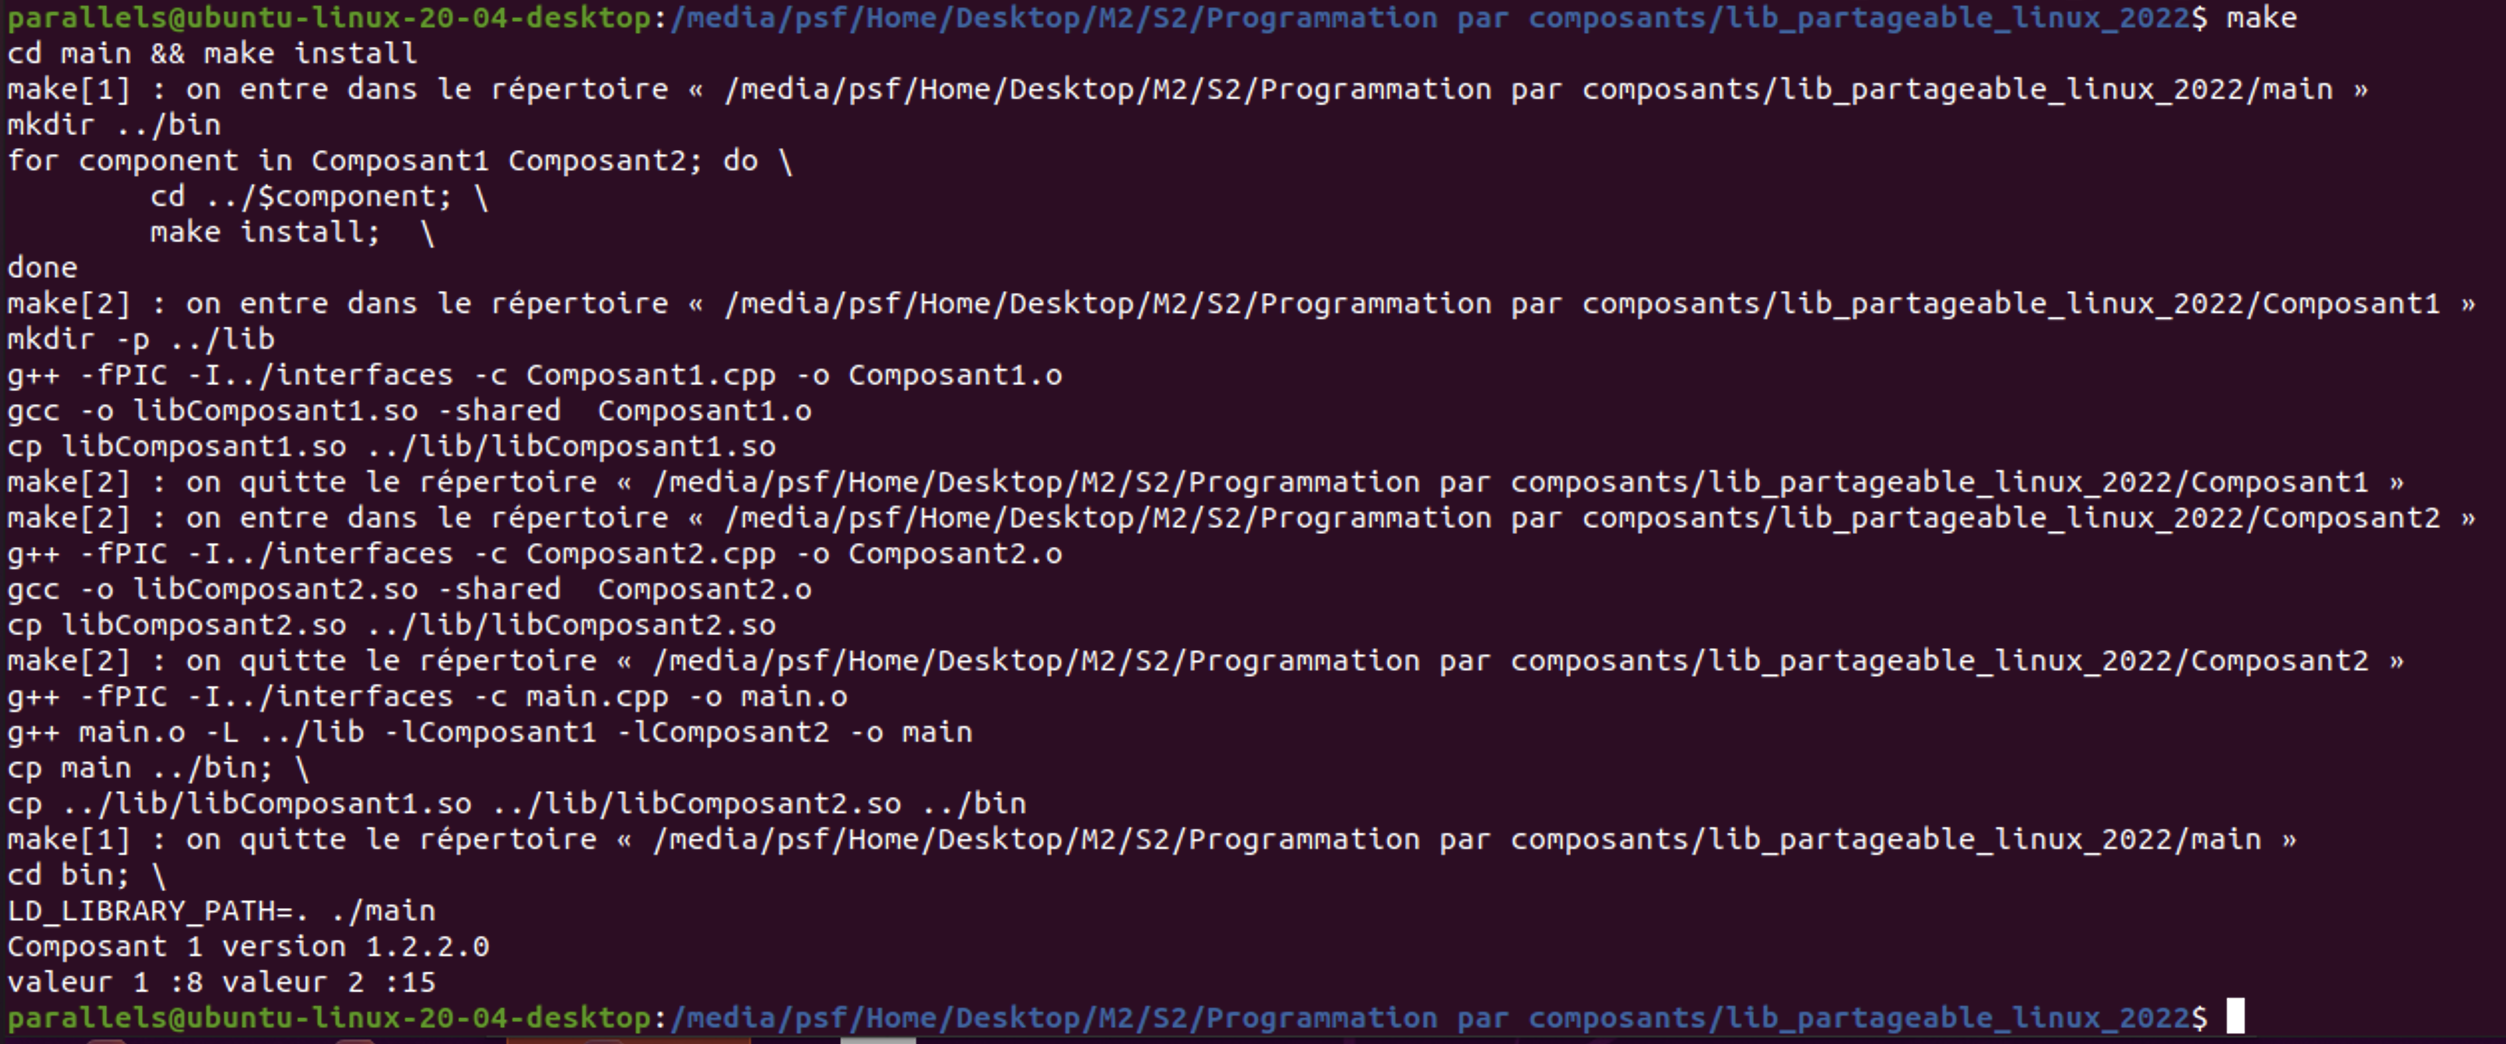 parallels@ubuntu-linux-20-04-desktop:/media/psf/Home/Desktop/M2/S2/Programmation par composants/lib_partageable_linux_2022$ make
cd main && make install
make[1] : on entre dans le répertoire « /media/psf/Home/Desktop/M2/S2/Programmation par composants/lib_partageable_linux_2022/main »
mkdir ../bin
for component in Composant1 Composant2; do \
        cd ../$component; \
        make install;  \
done
make[2] : on entre dans le répertoire « /media/psf/Home/Desktop/M2/S2/Programmation par composants/lib_partageable_linux_2022/Composant1 »
mkdir -p ../lib
g++ -fPIC -I../interfaces -c Composant1.cpp -o Composant1.o
gcc -o libComposant1.so -shared  Composant1.o
cp libComposant1.so ../lib/libComposant1.so
make[2] : on quitte le répertoire « /media/psf/Home/Desktop/M2/S2/Programmation par composants/lib_partageable_linux_2022/Composant1 »
make[2] : on entre dans le répertoire « /media/psf/Home/Desktop/M2/S2/Programmation par composants/lib_partageable_linux_2022/Composant2 »
g++ -fPIC -I../interfaces -c Composant2.cpp -o Composant2.o
gcc -o libComposant2.so -shared  Composant2.o
cp libComposant2.so ../lib/libComposant2.so
make[2] : on quitte le répertoire « /media/psf/Home/Desktop/M2/S2/Programmation par composants/lib_partageable_linux_2022/Composant2 »
g++ -fPIC -I../interfaces -c main.cpp -o main.o
g++ main.o -L ../lib -lComposant1 -lComposant2 -o main
cp main ../bin; \
cp ../lib/libComposant1.so ../lib/libComposant2.so ../bin
make[1] : on quitte le répertoire « /media/psf/Home/Desktop/M2/S2/Programmation par composants/lib_partageable_linux_2022/main »
cd bin; \
LD_LIBRARY_PATH=. ./main
Composant 1 version 1.2.2.0
valeur 1 :8 valeur 2 :15
parallels@ubuntu-linux-20-04-desktop:/media/psf/Home/Desktop/M2/S2/Programmation par composants/lib_partageable_linux_2022$